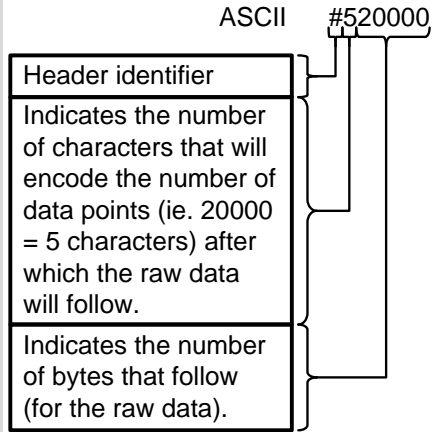 ASCII #520000
Header identifier
Indicates the number
of characters that will
encode the number of
data points (ie. 20000
= 5 characters) after
which the raw data
will follow.
Indicates the number
of bytes that follow
(for the raw data).